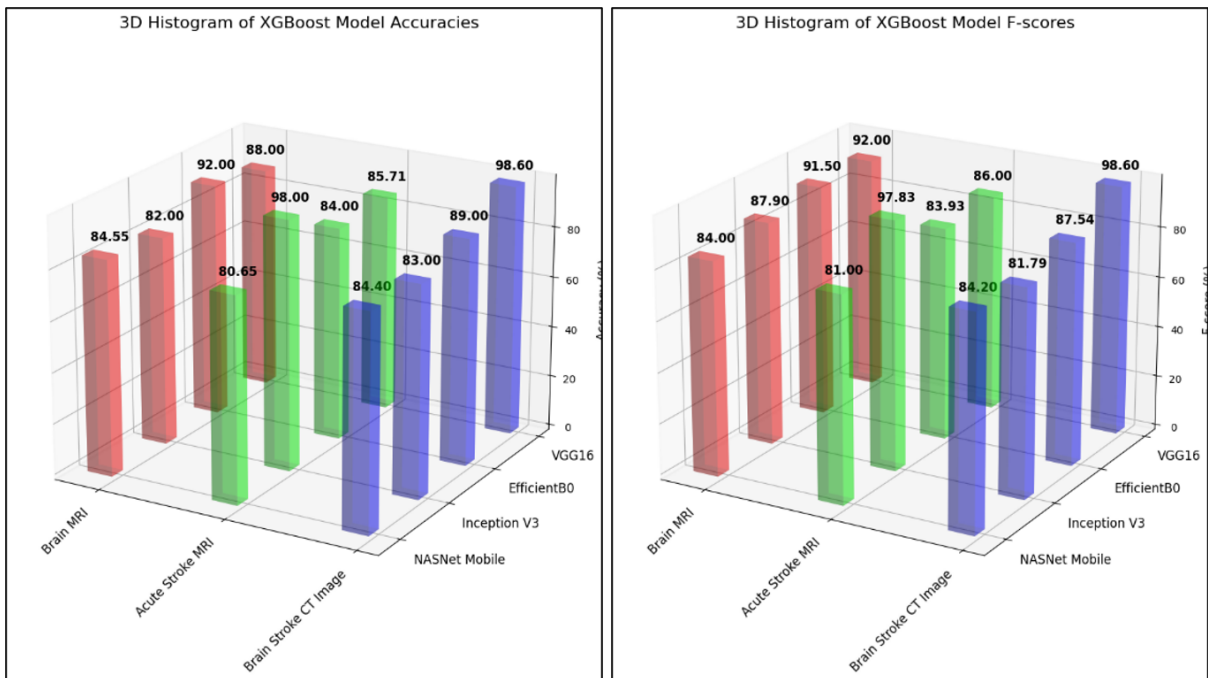 3D Histogram of XGBoost Model Accuracies
88.00
92.00
85.71
98.60
82.00
98.00
84.00
84.55
89.00
80.65
83.00
84.40
80
60
40
20
0
VGG16
EfficientB0
Inception V3
NASNet Mobile
Brain MRI
Acute Stroke MRI
Brain Stroke CT Image
3D Histogram of XGBoost Model F-scores
92.00
91.50
86.00
98.60
87.90
97.83
83.93
84.00
87.54
81.00
81.79
84.20
80
60
40
20
0
VGG16
EfficientB0
Inception V3
NASNet Mobile
Brain MRI
Acute Stroke MRI
Brain Stroke CT Image